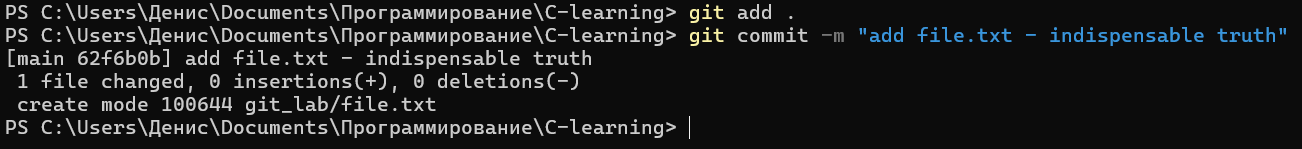 PS C:\Users\Денис\Documents\Программирование\C-learning> git add .
PS C:\Users\Денис\Documents\Программирование\C-learning> git commit -m "add file.txt - indispensable truth"
[main 62f6b0b] add file.txt - indispensable truth
 1 file changed, 0 insertions(+), 0 deletions(-)
 create mode 100644 git_lab/file.txt
PS C:\Users\Денис\Documents\Программирование\C-learning>